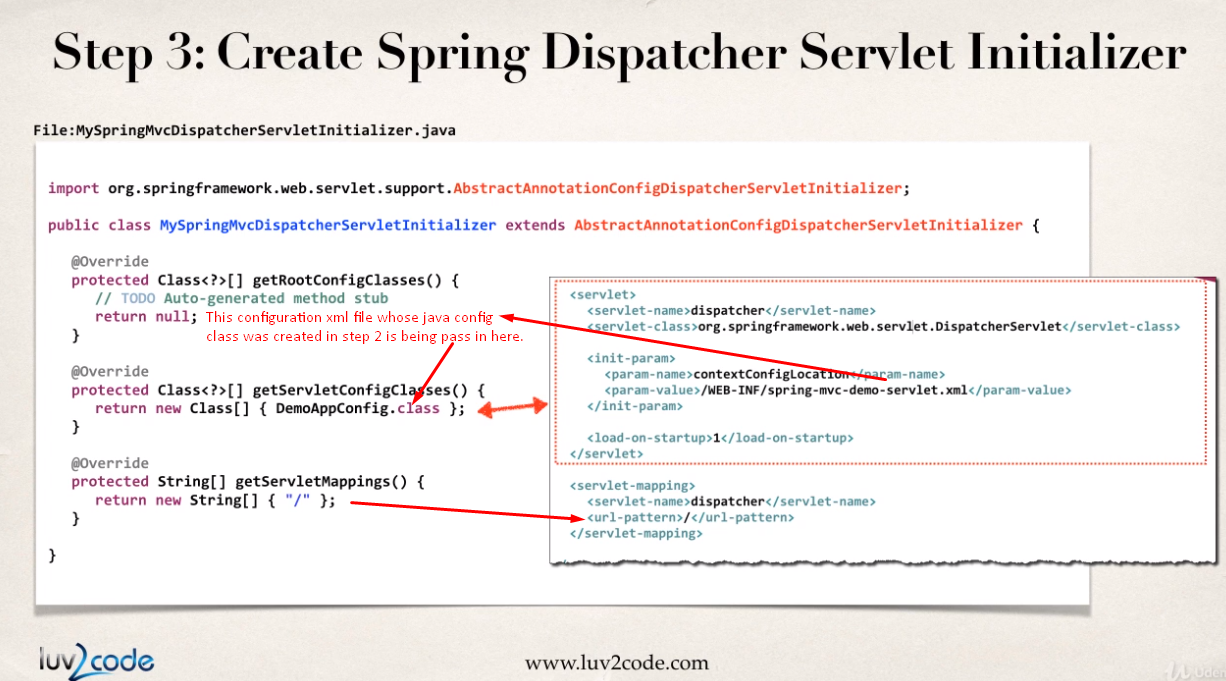 Step 3: Create Spring Dispatcher Servlet Initializer
File:MySpringMvcDispatcherServletInitializer.java
import org.springframework.web.servlet.support.AbstractAnnotationConfigDispatcherServletInitializer;
public class MySpringMvcDispatcherServletInitializer extends AbstractAnnotationConfigDispatcherServletInitializer {
@Override
protected Class<?>[] getRootConfigClasses() {
// TODO Auto-generated method stub
return null;
}
This configuration xml file whose java config
class was created in step 2 is being pass in here.
@Override
protected Class<?>[] getServletConfigClasses() {
return new Class[] { DemoAppConfig.class };
}
@Override
protected String[] getServletMappings() {
return new String[] { "/" };
}
}
<servlet>
<servlet-name>dispatcher</servlet-name>
<servlet-class>org.springframework.web.servlet.DispatcherServlet</servlet-class>
<init-param>
<param-name>contextConfigLocation</param-name>
<param-value>/WEB-INF/spring-mvc-demo-servlet.xml</param-value>
</init-param>
<load-on-startup>1</load-on-startup>
</servlet>
<servlet-mapping>
<servlet-name>dispatcher</servlet-name>
<url-pattern>/</url-pattern>
</servlet-mapping>
luv2code
www.luv2code.com